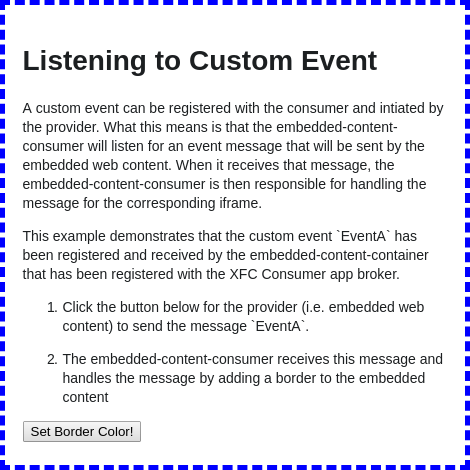 Listening to Custom Event
A custom event can be registered with the consumer and intiated by
the provider. What this means is that the embedded-content-
consumer will listen for an event message that will be sent by the
embedded web content. When it receives that message, the
embedded-content-consumer is then responsible for handling the
message for the corresponding iframe.
This example demonstrates that the custom event `EventA` has
been registered and received by the embedded-content-container
that has been registered with the XFC Consumer app broker.
1. Click the button below for the provider (i.e. embedded web
content) to send the message `EventA`.
2. The embedded-content-consumer receives this message and
handles the message by adding a border to the embedded
content
Set Border Color!